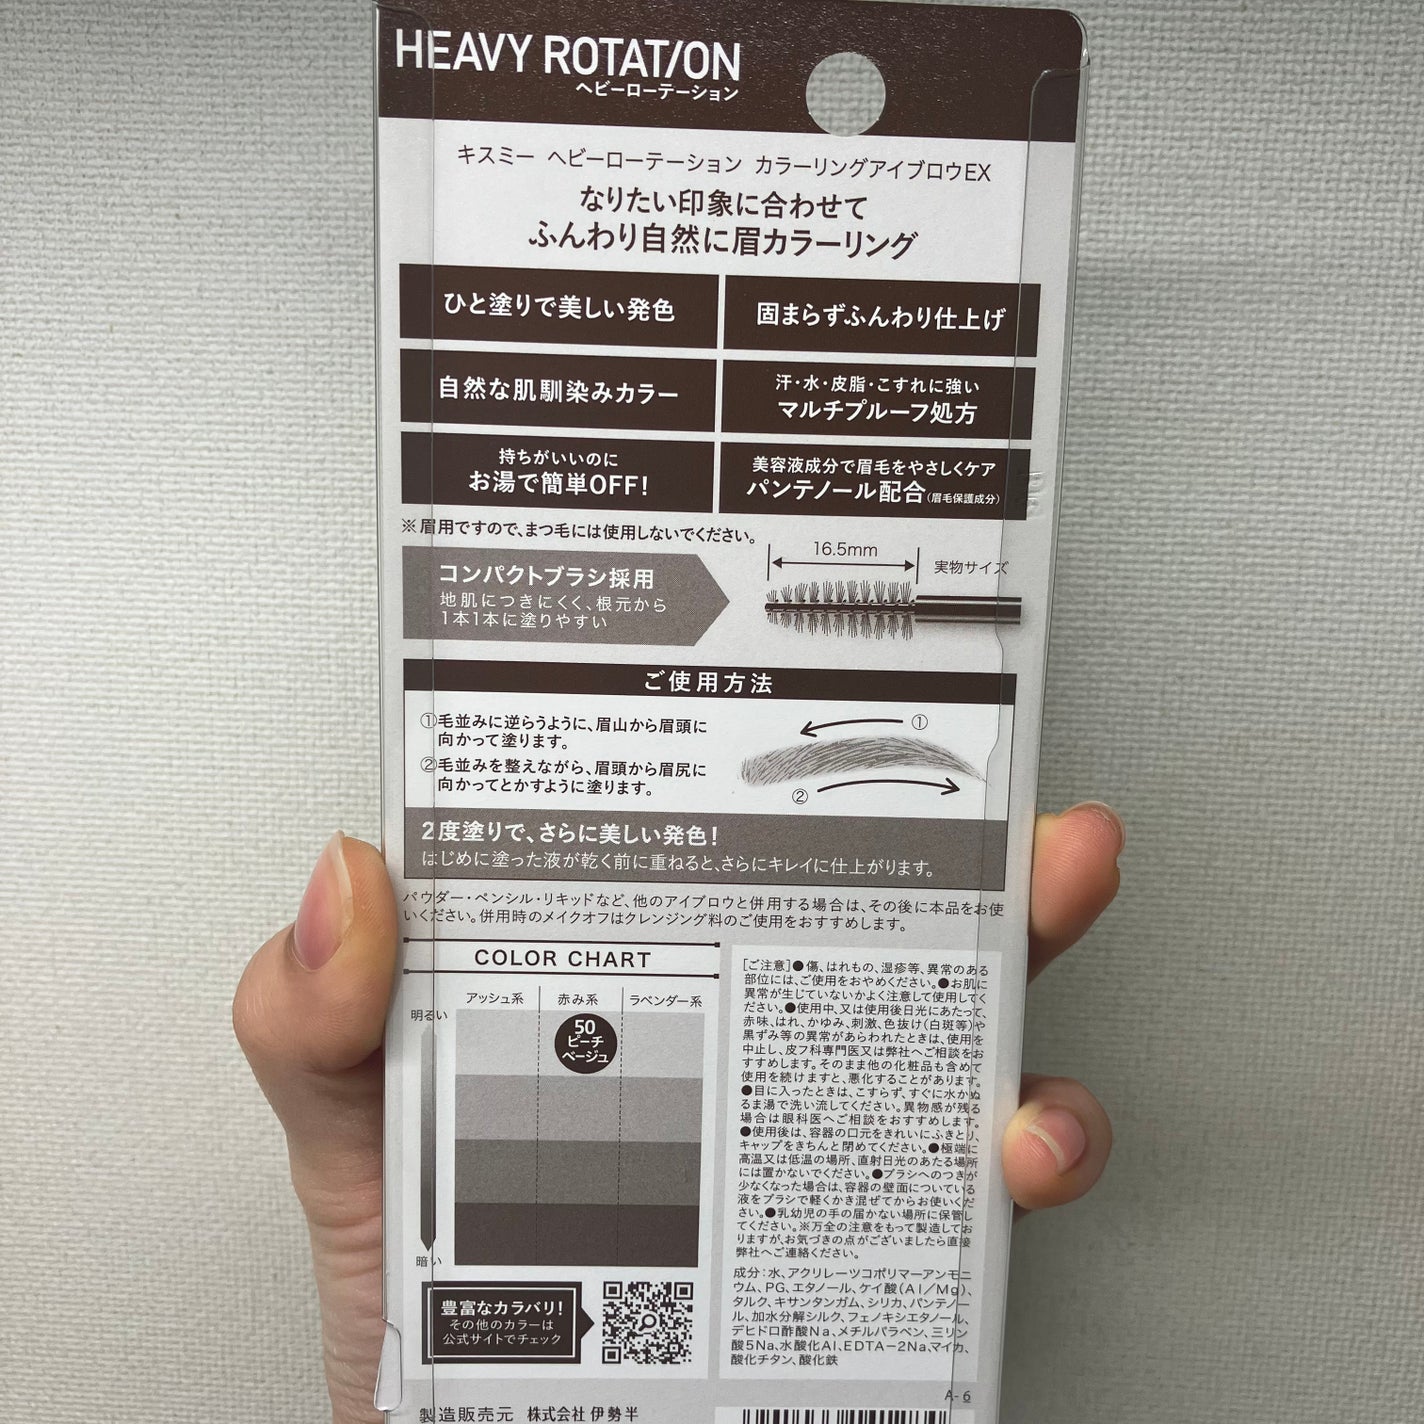 HEAVY ROTATION
ヘビーローテーション
キスミー ヘビーローテーション カラーリングアイブロウEX
なりたい印象に合わせて
ふんわり自然に眉カラーリング
ひと塗りで美しい発色
固まらずふんわり仕上げ
自然な肌馴染みカラー
汗・水・皮脂・こすれに強い
マルチプルーフ処方
持ちがいいのに
お湯で簡単OFF!
美容液成分で眉毛をやさしくケア
パンテノール配合(眉毛保護成分)
※眉用ですので、まつ毛には使用しないでください。
コンパクトブラシ採用
地肌につきにくく、根元から
1本1本に塗りやすい
16.5mm
実物サイズ
ご使用方法
①毛並みに逆らうように、眉山から眉頭に
向かって塗ります。
②毛並みを整えながら、眉頭から眉尻に
向かってとかすように塗ります。
①
②
2度塗りで、さらに美しい発色!
はじめに塗った液が乾く前に重ねると、さらにキレイに仕上がります。
パウダー・ペンシル・リキッドなど、他のアイブロウと併用する場合は、その後に本品をお使
いください。併用時のメイクオフはクレンジング料のご使用をおすすめします。
COLOR CHART
アッシュ系 赤み系 ラベンダー系
明るい
50
ピーチ
ベージュ
暗い
豊富なカラバリ!
その他のカラーは
公式サイトでチェック
[ご注意]●傷、はれもの、湿疹等、異常のある
部位には、ご使用をおやめください。●お肌に
異常が生じていないかよく注意して使用してく
ださい。●使用中、又は使用後日光にあたって、
赤味、はれ、かゆみ、刺激、色抜け(白斑等)や
黒ずみ等の異常があらわれたときは、使用を
中止し、皮フ科専門医又は弊社へご相談をお
すすめします。そのまま他の化粧品も含めて
使用を続けますと、悪化することがあります。
●目に入ったときは、こすらず、すぐに水かぬ
るま湯で洗い流してください。異物感が残る
場合は眼科医へご相談をおすすめします。
●使用後は、容器の口元をきれいにふきとり、
キャップをきちんと閉めてください。●極端に
高温又は低温の場所、直射日光のあたる場所
には置かないでください。●ブラシへのつきが
少なくなった場合は、容器の壁面についている
液をブラシで軽くかき混ぜてからお使いくだ
さい。●乳幼児の手の届かない場所に保管し
てください。※万全の注意をもって製造してお
りますが、お気づきの点がございましたら直接
弊社へご連絡ください。
成分：水、アクリレーツコポリマーアンモニ
ウム、PG、エタノール、ケイ酸(Al/Mg)、
タルク、キサンタンガム、シリカ、パンテノー
ル、加水分解シルク、フェノキシエタノール、
デヒドロ酢酸Na、メチルパラベン、三リン
酸5Na、水酸化Al、EDTA-2Na、マイカ、
酸化チタン、酸化鉄
A-6
製造販売元 株式会社 伊勢半